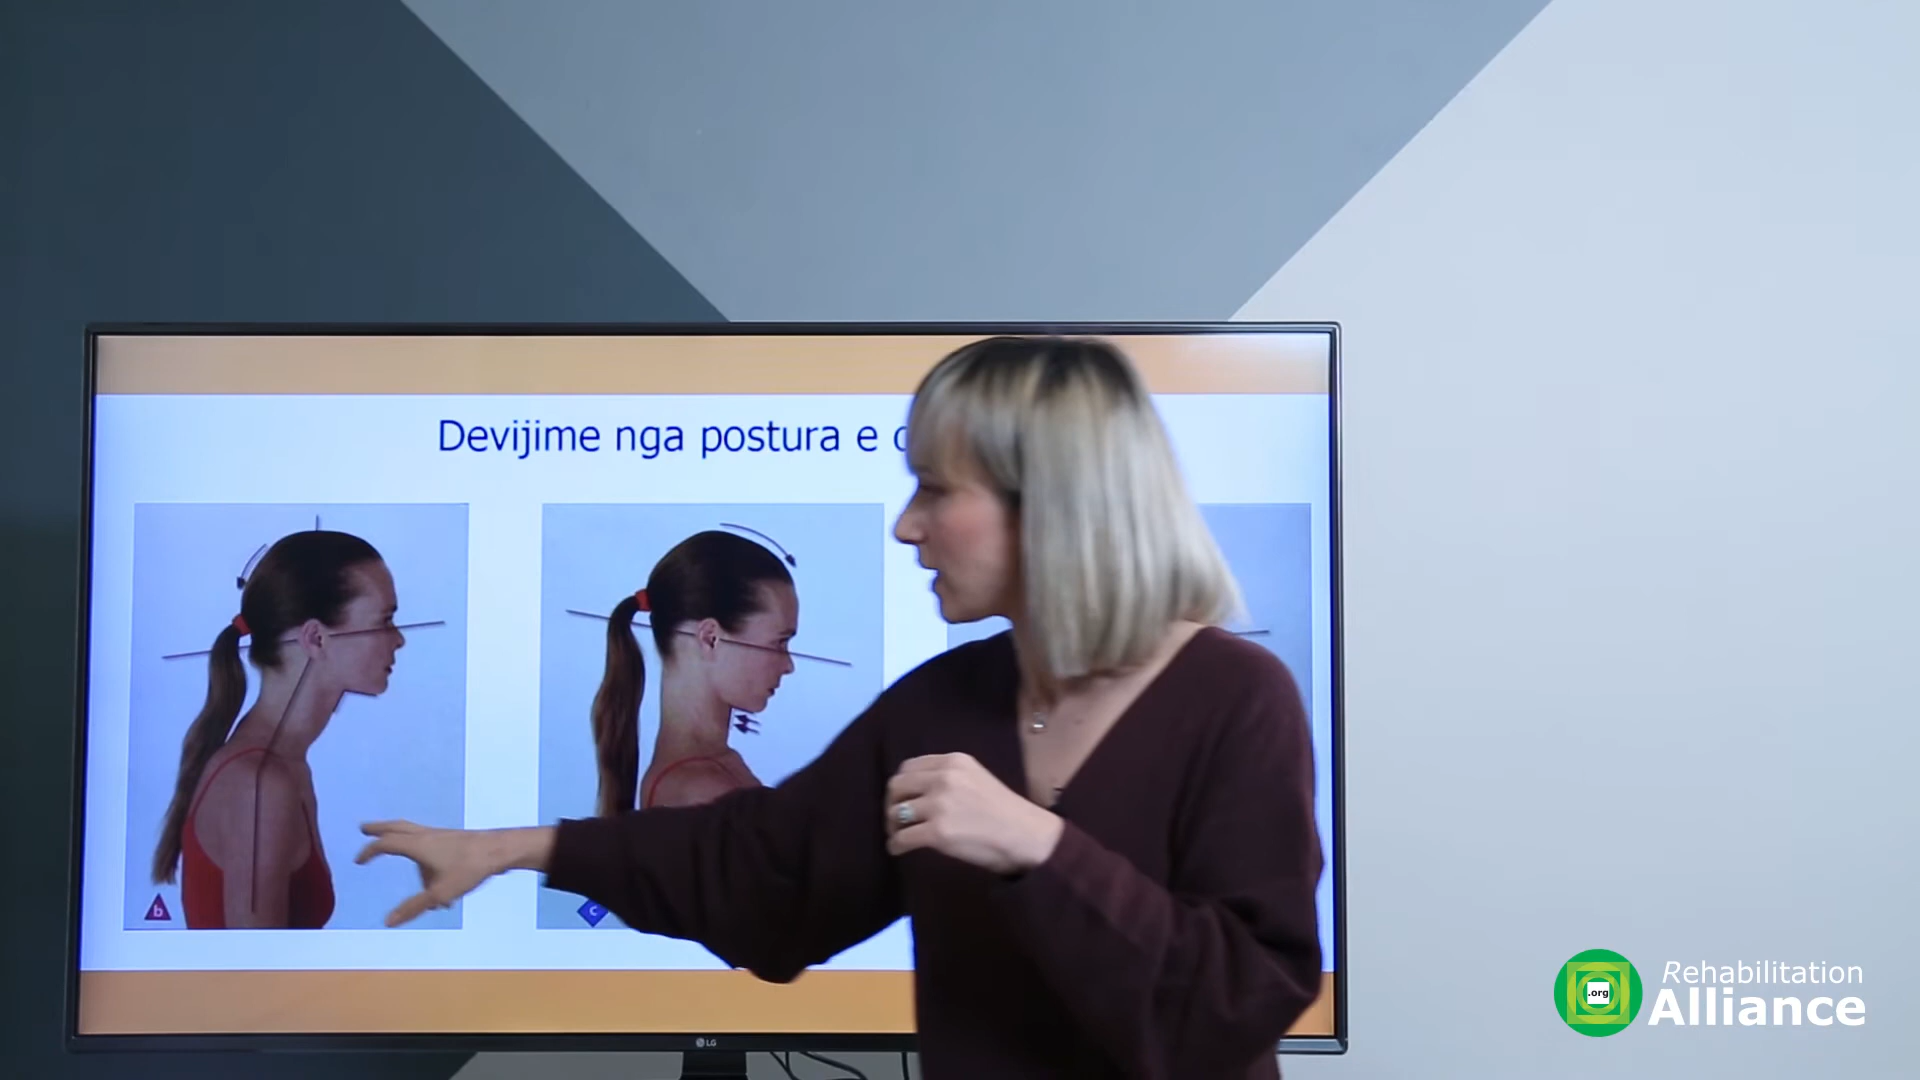 Devijime nga postura e
b
c
LG
.org
Rehabilitation
Alliance